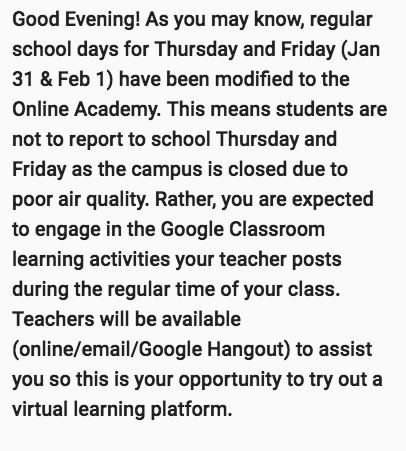 Good Evening! As you may know, regular
school days for Thursday and Friday (Jan
31 & Feb 1) have been modified to the
Online Academy. This means students are
not to report to school Thursday and
Friday as the campus is closed due to
poor air quality. Rather, you are expected
to engage in the Google Classroom
learning activities your teacher posts
during the regular time of your class.
Teachers will be available
(online/email/Google Hangout) to assist
you so this is your opportunity to try out a
virtual learning platform.